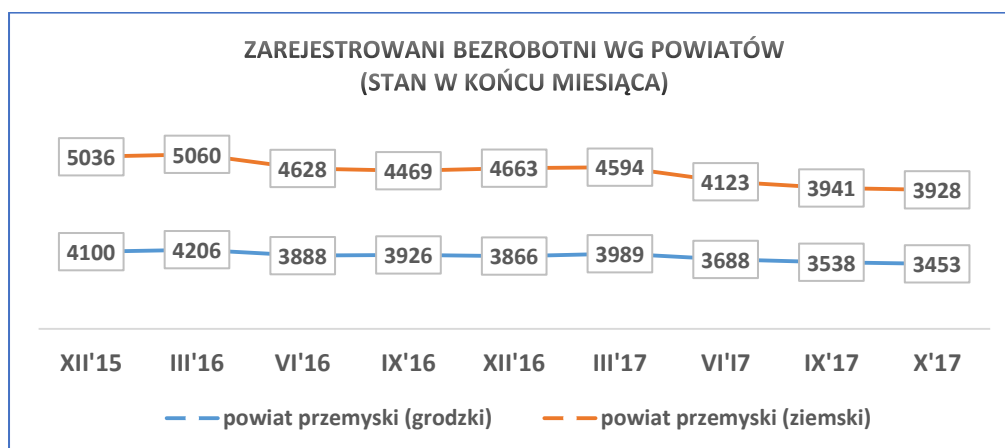 ZAREJESTROWANI BEZROBOTNI WG POWIATÓW
(STAN W KOŃCU MIESIĄCA)
5036 5060 4628 4469 4663 4594 4123 3941 3928
4100 4206 3888 3926 3866 3989 3688 3538 3453
XII'15 III'16 VI'16 IX'16 XII'16 III'17 VI'I7 IX'17 X'17
powiat przemyski (grodzki) powiat przemyski (ziemski)